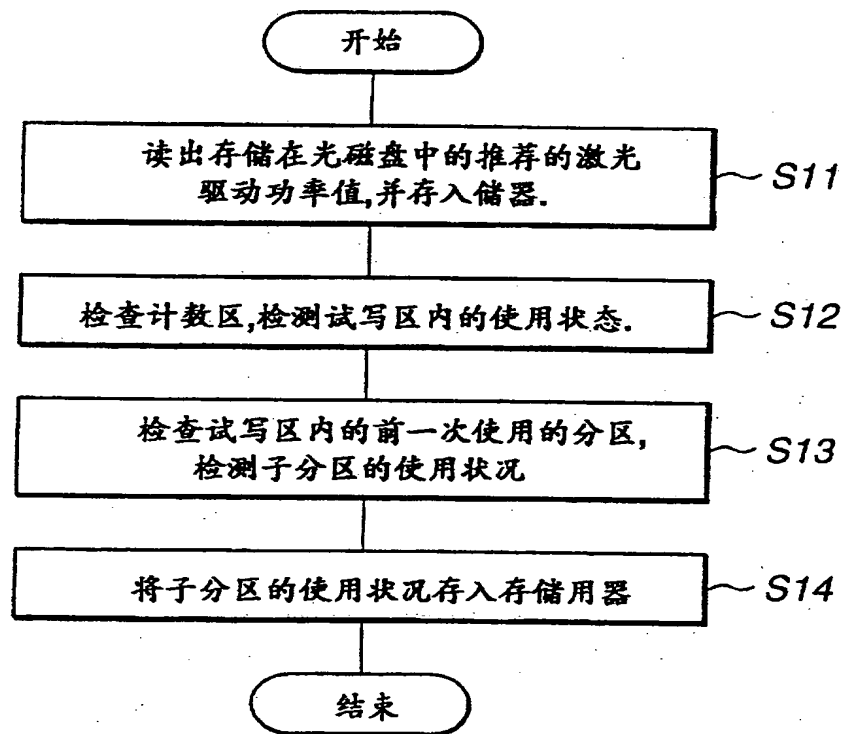 开始
读出存储在光磁盘中的推荐的激光
驱动功率值,并存入储器.
S11
检查计数区,检测试写区内的使用状态.
S12
检查试写区内的前一次使用的分区,
检测子分区的使用状况
S13
将子分区的使用状况存入存储用器
S14
结束